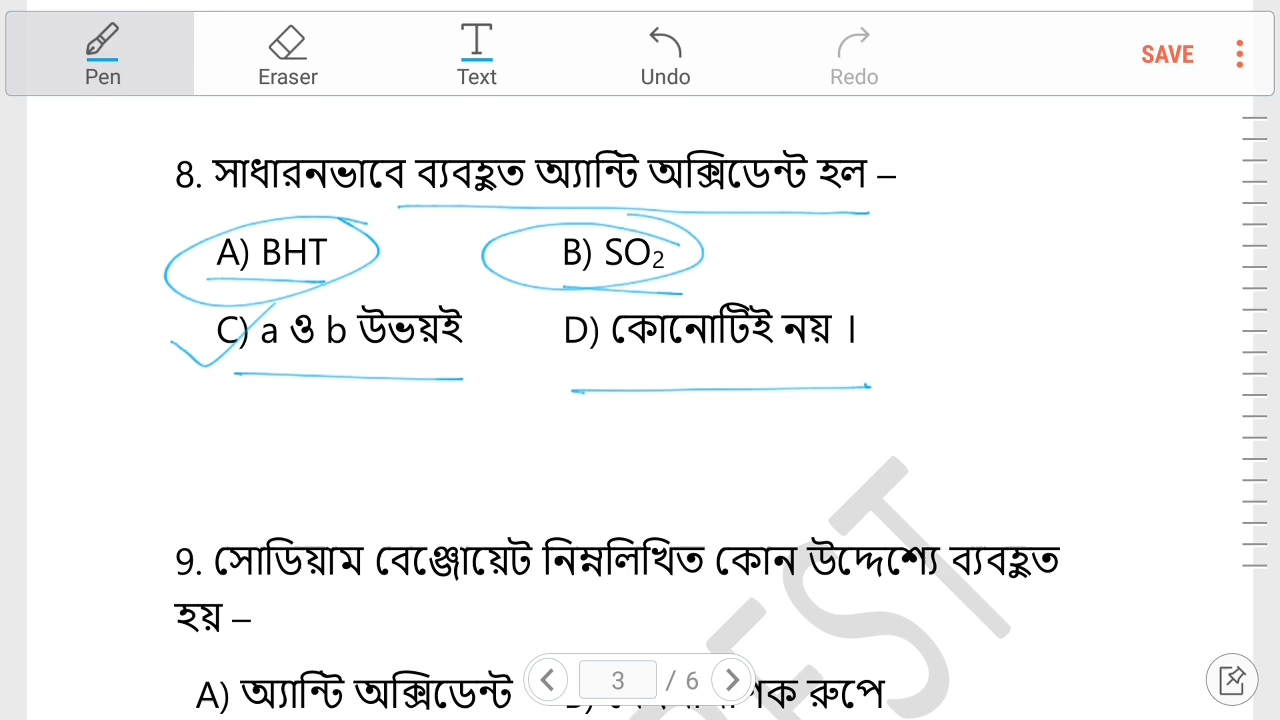 Pen Eraser Text Undo Redo SAVE
8. সাধারনভাবে ব্যবহৃত অ্যান্টি অক্সিডেন্ট হল –
A) BHT B) SO₂
C) a ও b উভয়ই D) কোনোটিই নয় ।
9. সোডিয়াম বেঞ্জোয়েট নিম্নলিখিত কোন উদ্দেশ্যে ব্যবহৃত
হয় –
A) অ্যান্টি অক্সিডেন্ট রুপে
3 / 6